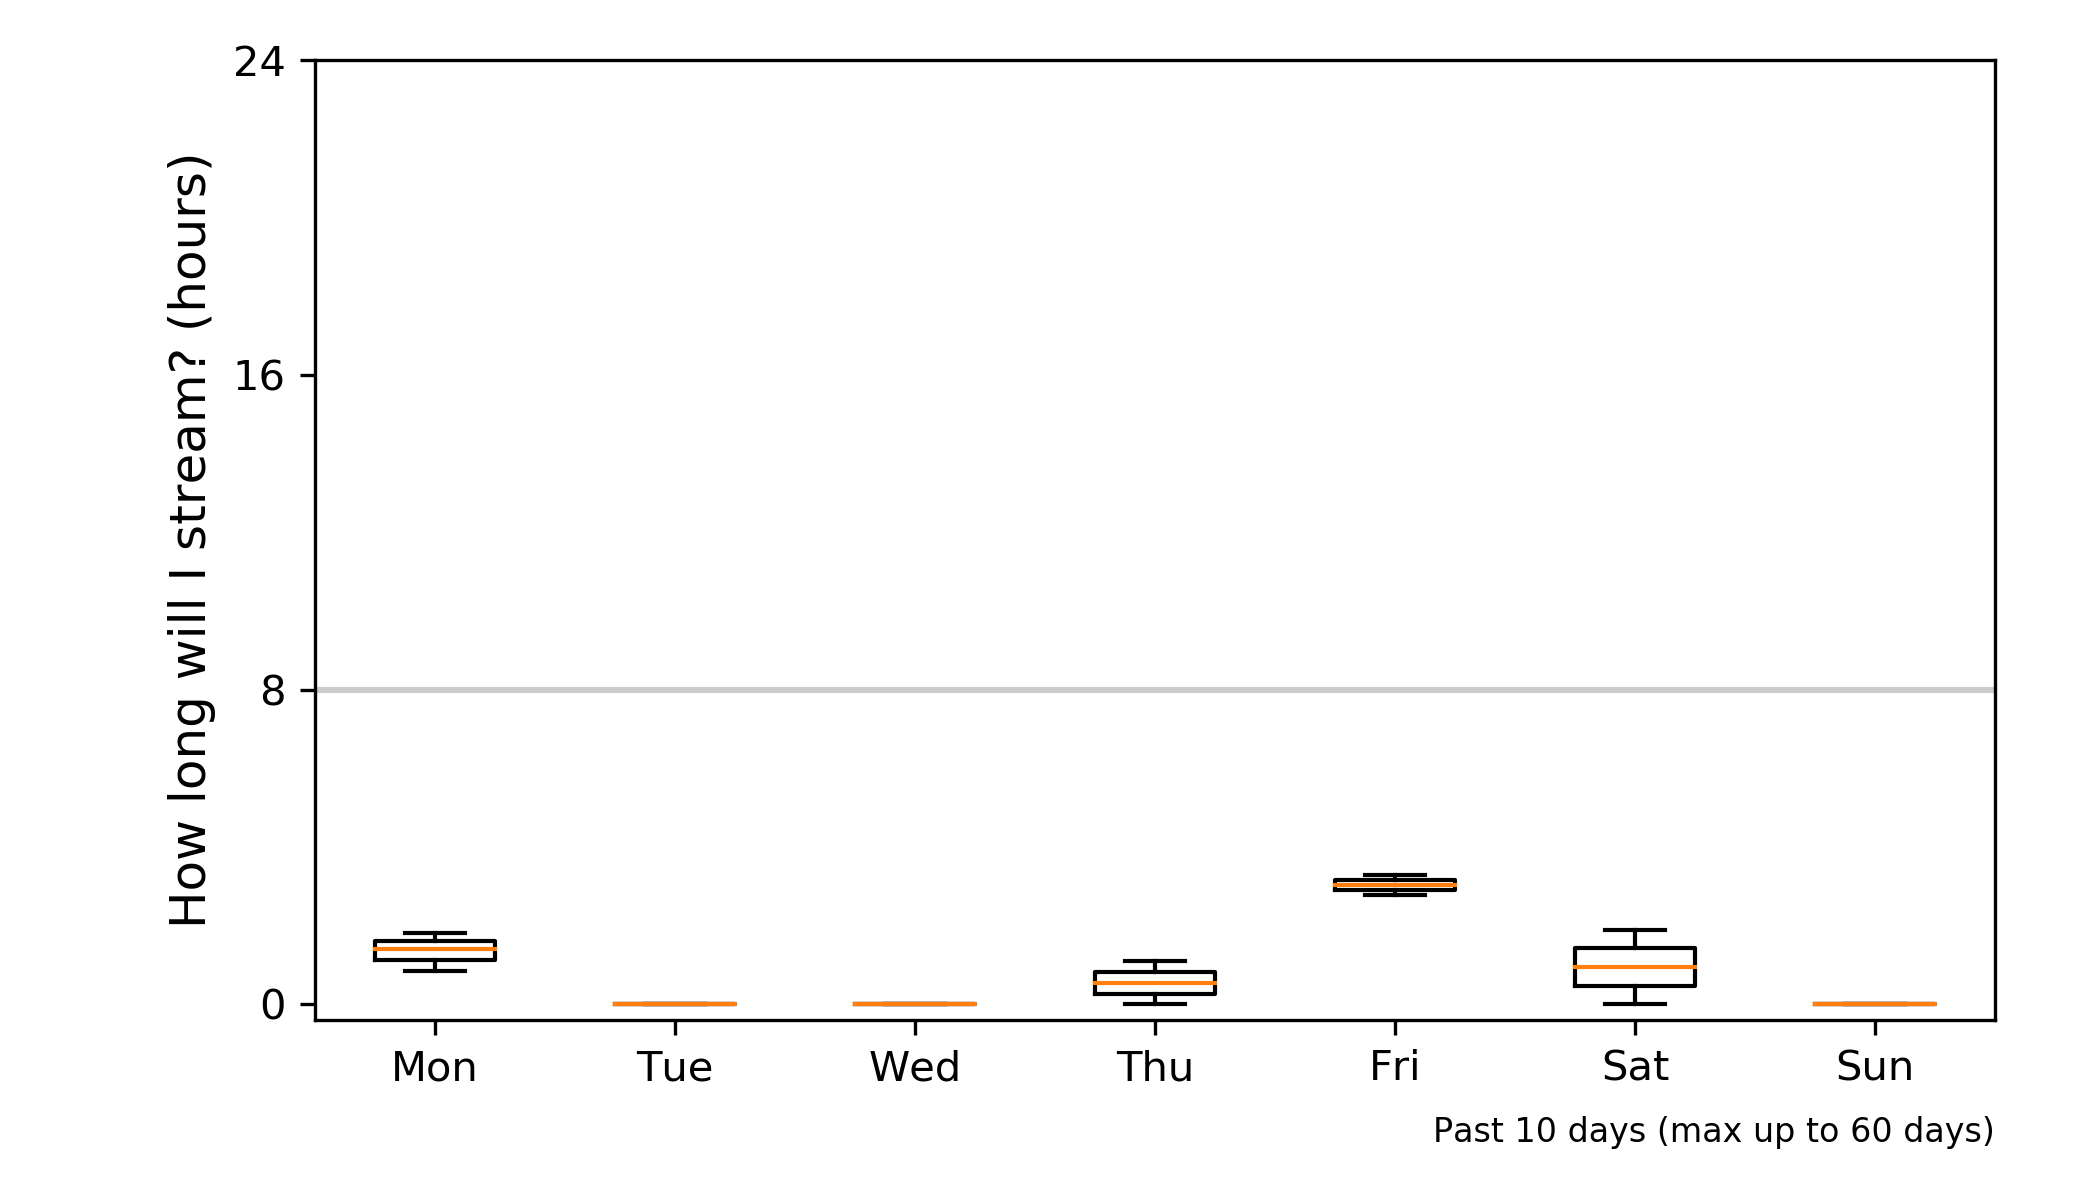 How long will I stream? (hours)
24
16
8
0
Mon Tue Wed Thu Fri Sat Sun
Past 10 days (max up to 60 days)